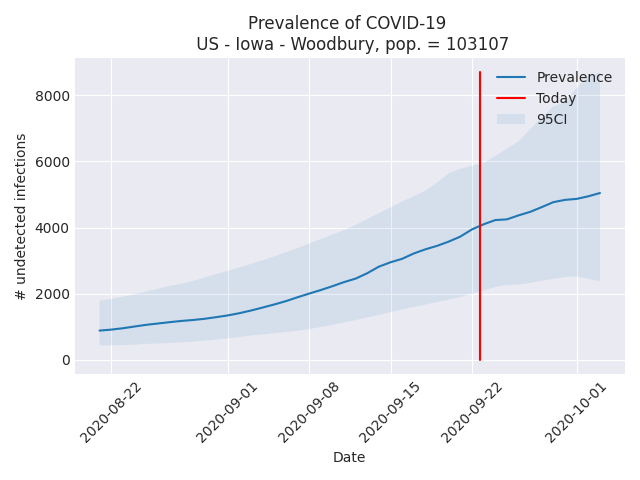 Prevalence of COVID-19
US - Iowa - Woodbury, pop. = 103107
Prevalence
Today
95CI
# undetected infections
8000
6000
4000
2000
0
2020-08-22
2020-09-01
2020-09-08
2020-09-15
2020-09-22
2020-10-01
Date